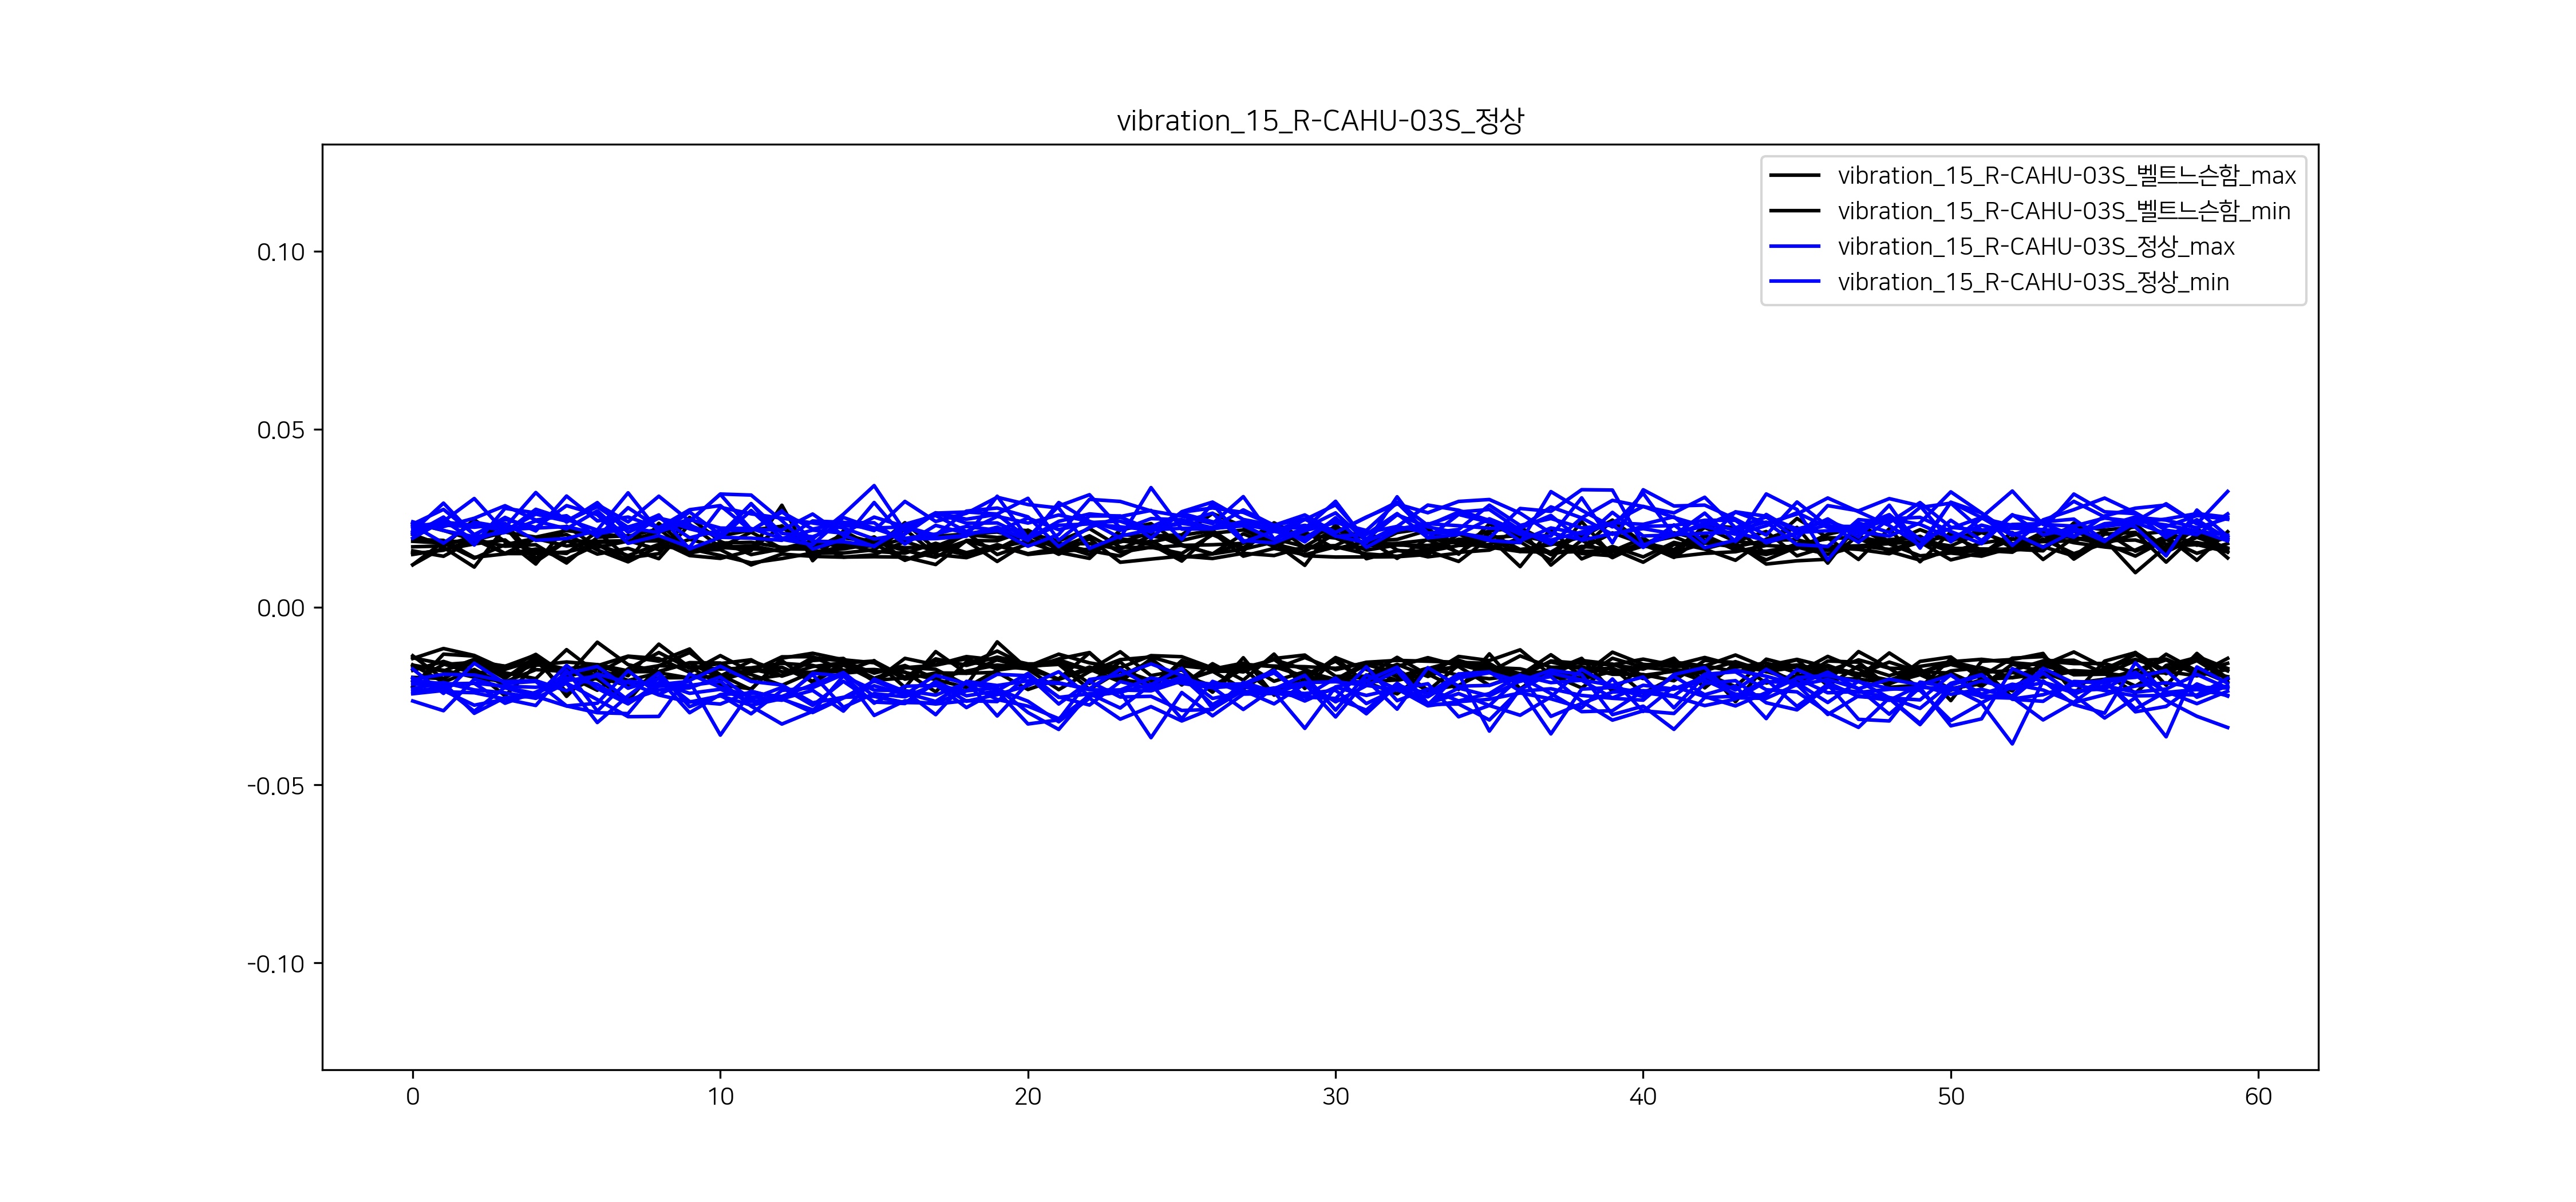 vibration_15_R-CAHU-03S_정상
vibration_15_R-CAHU-03S_벨트느슨함_max
vibration_15_R-CAHU-03S_벨트느슨함_min
vibration_15_R-CAHU-03S_정상_max
vibration_15_R-CAHU-03S_정상_min
0.10
0.05
0.00
-0.05
-0.10
0 10 20 30 40 50 60